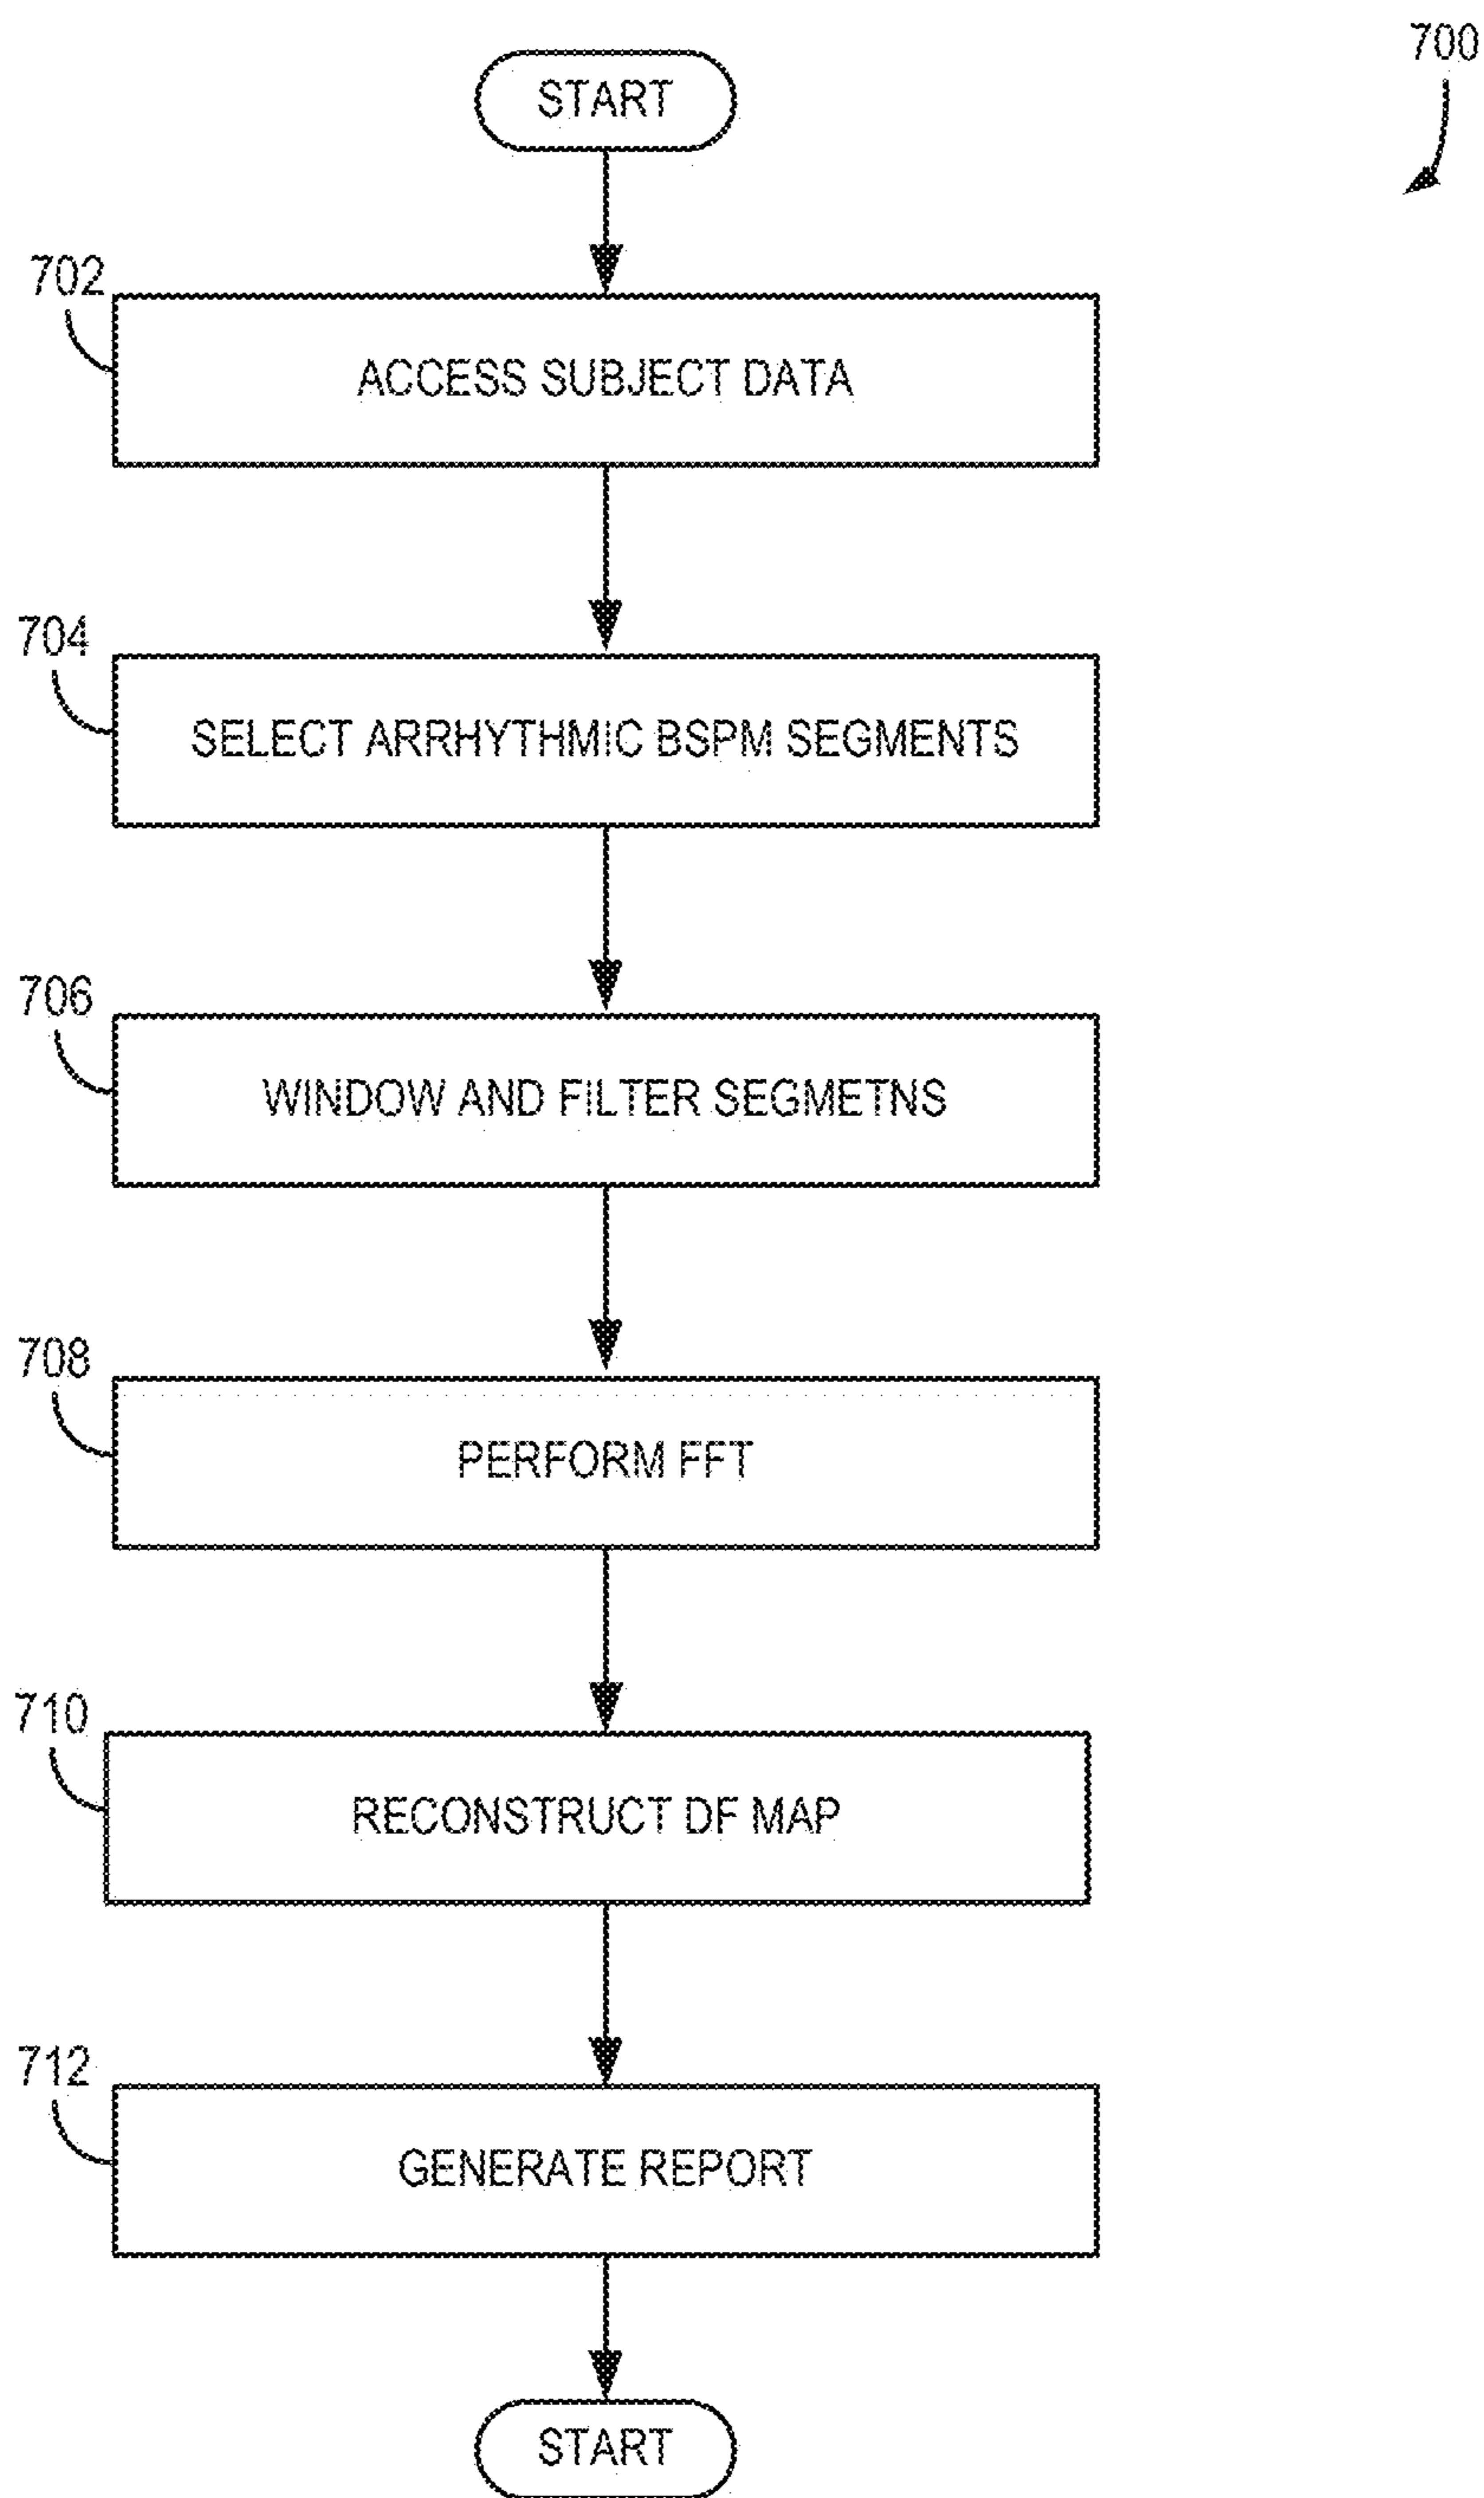 700
START
702
ACCESS SUBJECT DATA
704
SELECT ARRHYTHMIC BSPM SEGMENTS
706
WINDOW AND FILTER SEGMETNS
708
PERFORM FFT
710
RECONSTRUCT DF MAP
712
GENERATE REPORT
START